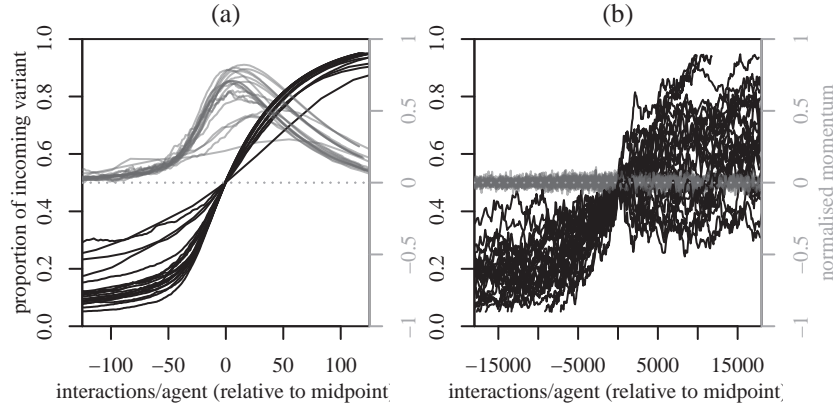 (a)
(b)
proportion of incoming variant
0.0 0.2 0.4 0.6 0.8 1.0
−1 −0.5 0 0.5 1
−100 −50 0 50 100
interactions/agent (relative to midpoint)
0.0 0.2 0.4 0.6 0.8 1.0
−1 −0.5 0 0.5 1
normalised momentum
−15000 −5000 5000 15000
interactions/agent (relative to midpoint)